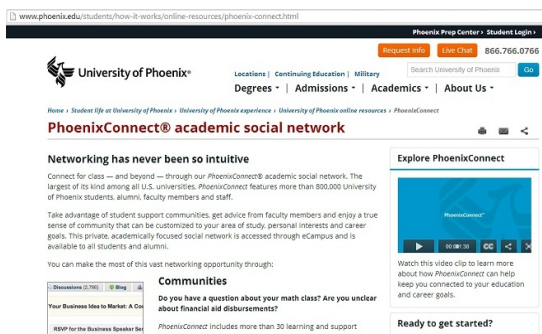 www.phoenix.edu/students/how-it-works/online-resources/phoenix-connect.html
Phoenix Prep Center › Student Login ›
Request Info Live Chat 866.766.0766
University of Phoenix®
Locations | Continuing Education | Military
Search University of Phoenix Go
Degrees | Admissions | Academics | About Us
Home › Student life at University of Phoenix › University of Phoenix experience › University of Phoenix online resources › PhoenixConnect
PhoenixConnect® academic social network
Networking has never been so intuitive
Connect for class — and beyond — through our PhoenixConnect® academic social network. The
largest of its kind among all U.S. universities, PhoenixConnect features more than 800,000 University
of Phoenix students, alumni, faculty members and staff.
Take advantage of student support communities, get advice from faculty members and enjoy a true
sense of community that can be customized to your area of study, personal interests and career
goals. This private, academically focused social network is accessed through eCampus and is
available to all students and alumni.
You can make the most of this vast networking opportunity through:
Discussions (2,780) Blog
Your Business Idea to Market: A Co
RSVP for the Business Speaker Ser
Communities
Do you have a question about your math class? Are you unclear
about financial aid disbursements?
PhoenixConnect includes more than 30 learning and support
Explore PhoenixConnect
PhoenixConnect™
CC
Watch this video clip to learn more
about how PhoenixConnect can help
keep you connected to your education
and career goals.
Ready to get started?